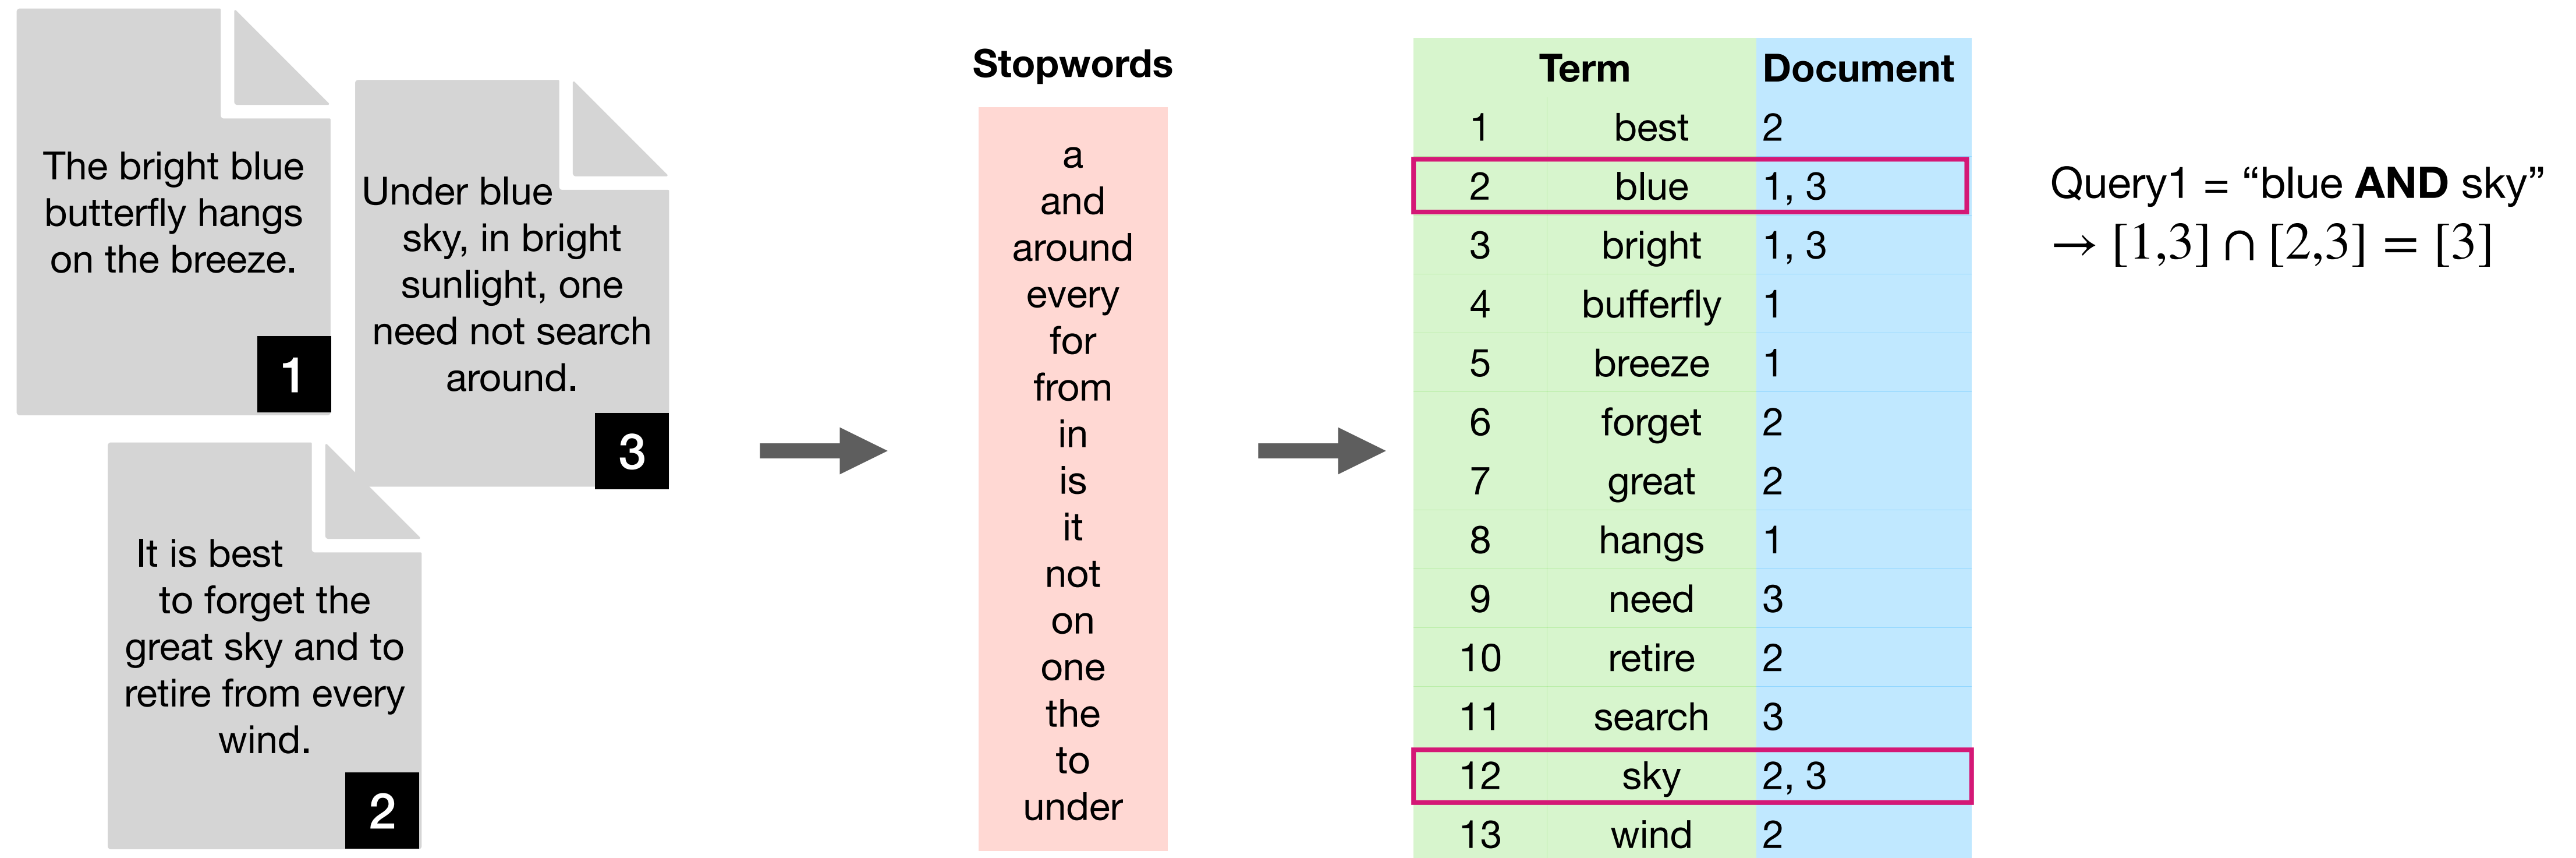 The bright blue
butterfly hangs
on the breeze.
1
Under blue
sky, in bright
sunlight, one
need not search
around.
3
It is best
to forget the
great sky and to
retire from every
wind.
2
Stopwords
a
and
around
every
for
from
in
is
it
not
on
one
the
to
under
Term Document
1 best 2
2 blue 1, 3
3 bright 1, 3
4 bufferfly 1
5 breeze 1
6 forget 2
7 great 2
8 hangs 1
9 need 3
10 retire 2
11 search 3
12 sky 2, 3
13 wind 2
Query1 = “blue AND sky”
→ [1,3] ∩ [2,3] = [3]